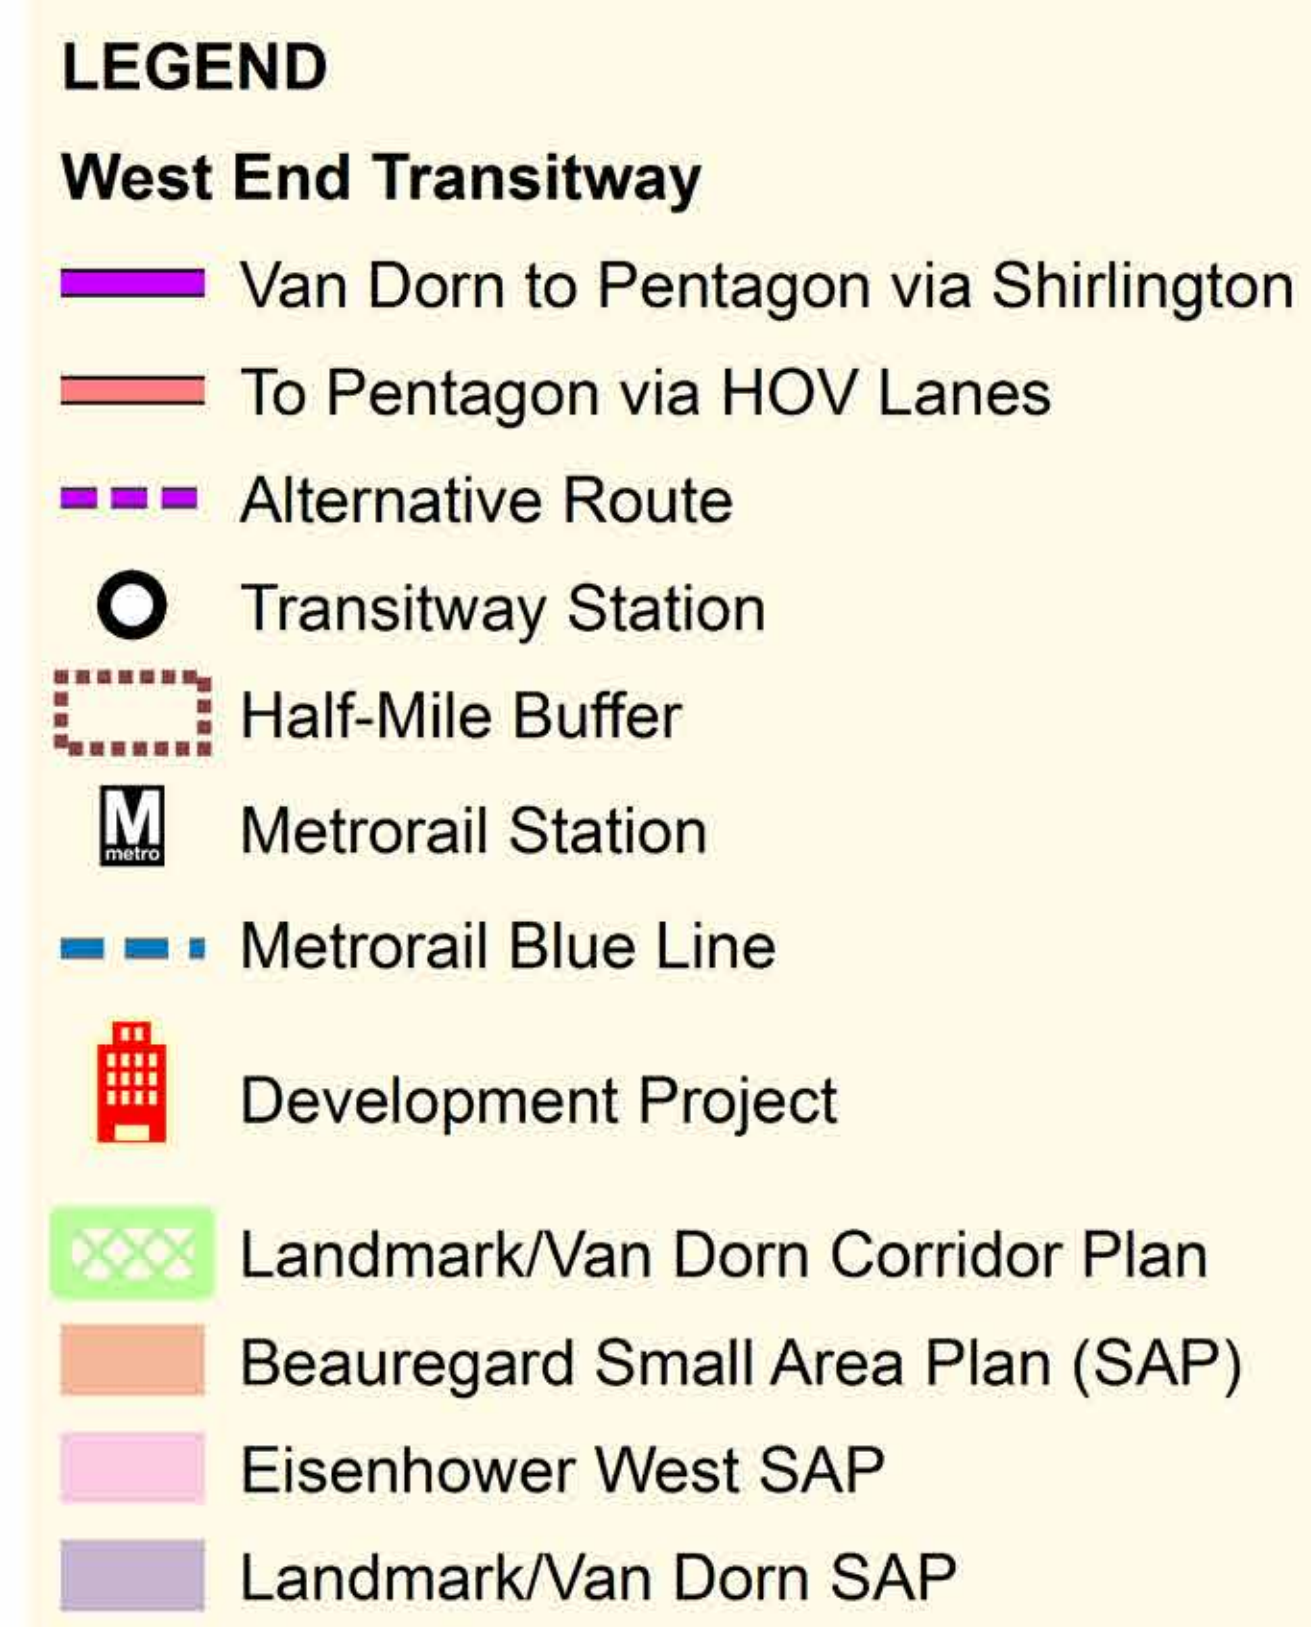 LEGEND
West End Transitway
Van Dorn to Pentagon via Shirlington
To Pentagon via HOV Lanes
Alternative Route
Transitway Station
Half-Mile Buffer
M
metro
Metrorail Station
Metrorail Blue Line
Development Project
Landmark/Van Dorn Corridor Plan
Beauregard Small Area Plan (SAP)
Eisenhower West SAP
Landmark/Van Dorn SAP